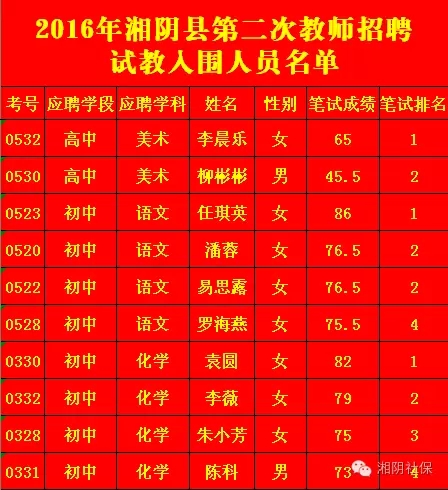 2016年湘阴县第二次教师招聘
试教入围人员名单
考号 应聘学段 应聘学科 姓名 性别 笔试成绩 笔试排名
0532 高中 美术 李晨乐 女 65 1
0530 高中 美术 柳彬彬 男 45.5 2
0523 初中 语文 任琪英 女 86 1
0520 初中 语文 潘蓉 女 76.5 2
0522 初中 语文 易思露 女 76.5 2
0528 初中 语文 罗海燕 女 75.5 4
0330 初中 化学 袁圆 女 82 1
0332 初中 化学 李薇 女 79 2
0328 初中 化学 朱小芳 女 75 3
0331 初中 化学 陈科 男 73 4
湘阴社保